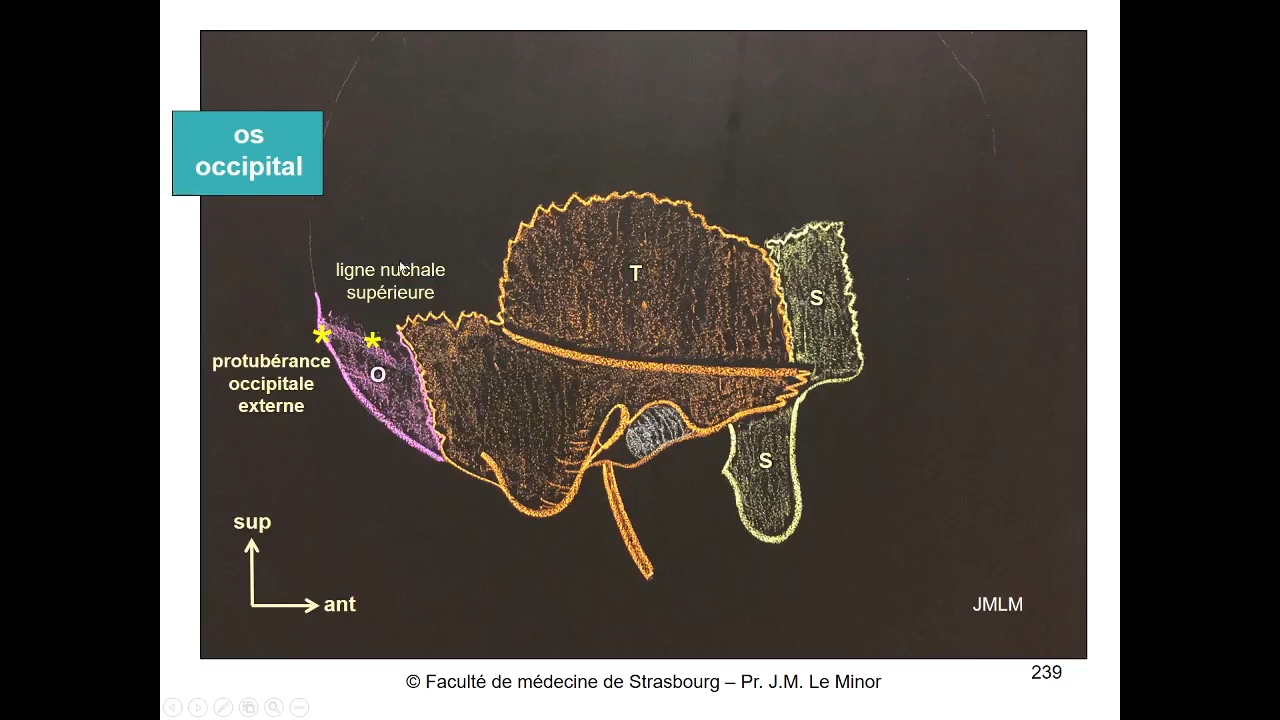 os
occipital
ligne nuchale
supérieure
*
*
protubérance
occipitale
externe
O
T
S
S
sup
ant
JMLM
239
© Faculté de médecine de Strasbourg – Pr. J.M. Le Minor